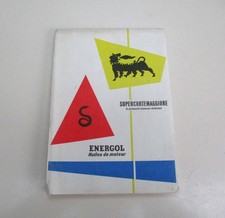 SUPERCORTEMAGGIORE
ENERGOL
Huiles de moteur